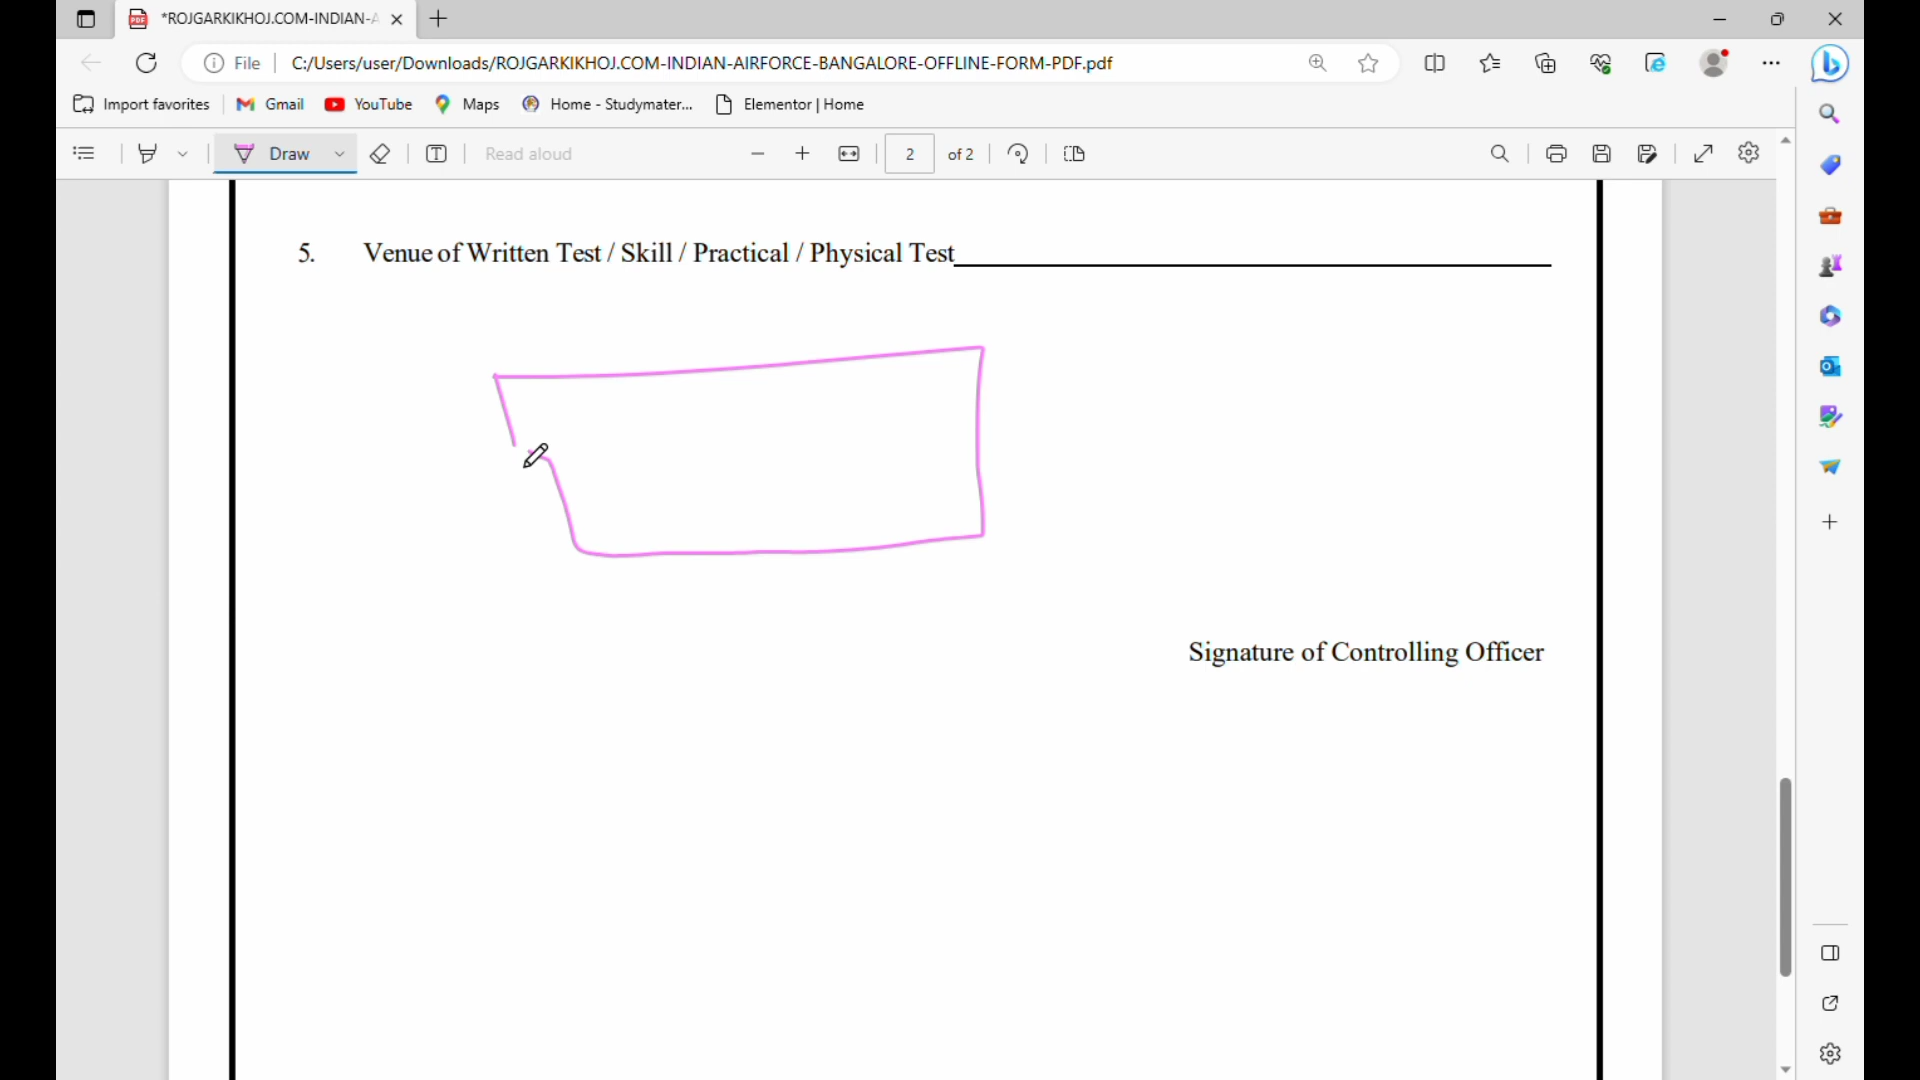 *ROJGARKIKHOJ.COM-INDIAN-A
File
C:/Users/user/Downloads/ROJGARKIKHOJ.COM-INDIAN-AIRFORCE-BANGALORE-OFFLINE-FORM-PDF.pdf
Import favorites Gmail YouTube Maps Home - Studymater... Elementor | Home
Draw Read aloud 2 of 2
5. Venue of Written Test / Skill / Practical / Physical Test
Signature of Controlling Officer